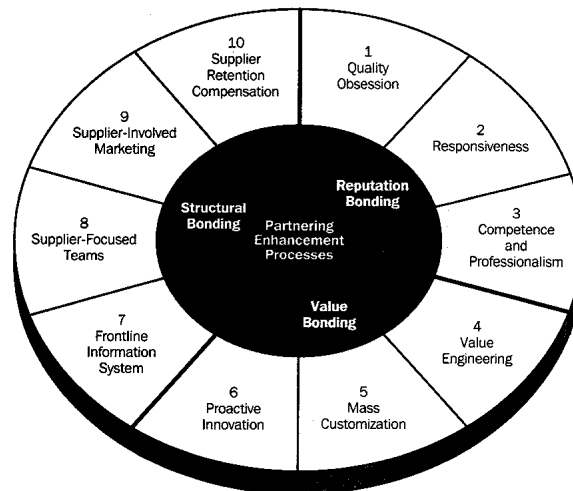 1
Quality
Obsession
2
Responsiveness
3
Competence
and
Professionalism
4
Value
Engineering
5
Mass
Customization
6
Proactive
Innovation
7
Frontline
Information
System
8
Supplier-Focused
Teams
9
Supplier-Involved
Marketing
10
Supplier
Retention
Compensation
Reputation
Bonding
Structural
Bonding
Partnering
Enhancement
Processes
Value
Bonding